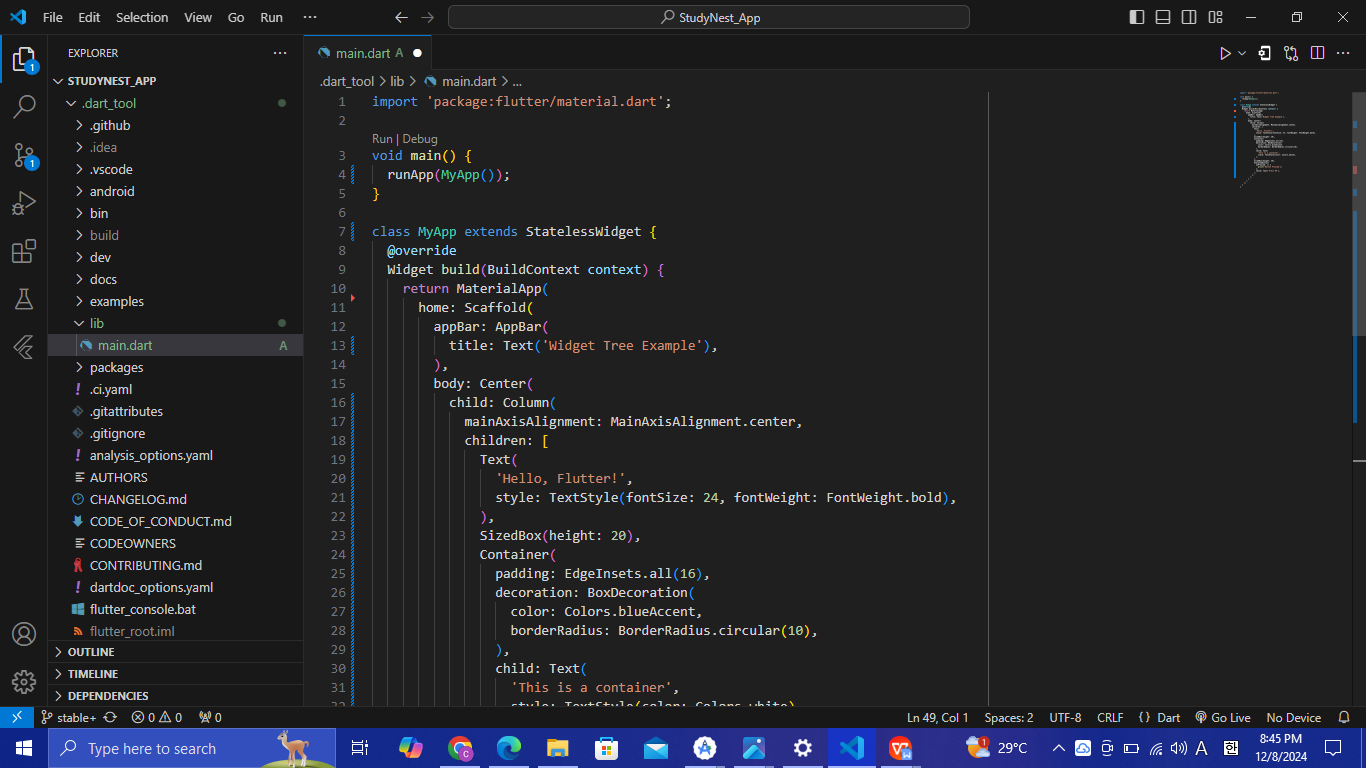 File Edit Selection View Go Run ···
StudyNest_App
EXPLORER
STUDYNEST_APP
.dart_tool
.github
.idea
.vscode
android
bin
build
dev
docs
examples
lib
main.dart A
packages
.ci.yaml
.gitattributes
.gitignore
analysis_options.yaml
AUTHORS
CHANGELOG.md
CODE_OF_CONDUCT.md
CODEOWNERS
CONTRIBUTING.md
dartdoc_options.yaml
flutter_console.bat
flutter_root.iml
OUTLINE
TIMELINE
DEPENDENCIES
main.dart A
.dart_tool > lib > main.dart > ...
1 import 'package:flutter/material.dart';
2
Run | Debug
3 void main() {
4 runApp(MyApp());
5 }
6
7 class MyApp extends StatelessWidget {
8 @override
9 Widget build(BuildContext context) {
10 return MaterialApp(
11 home: Scaffold(
12 appBar: AppBar(
13 title: Text('Widget Tree Example'),
14 ),
15 body: Center(
16 child: Column(
17 mainAxisAlignment: MainAxisAlignment.center,
18 children: [
19 Text(
20 'Hello, Flutter!',
21 style: TextStyle(fontSize: 24, fontWeight: FontWeight.bold),
22 ),
23 SizedBox(height: 20),
24 Container(
25 padding: EdgeInsets.all(16),
26 decoration: BoxDecoration(
27 color: Colors.blueAccent,
28 borderRadius: BorderRadius.circular(10),
29 ),
30 child: Text(
31 'This is a container',
32 style: TextStyle(color: Colors.white),
stable+ 0 0 0 Ln 49, Col 1 Spaces: 2 UTF-8 CRLF {} Dart Go Live No Device
Type here to search
1 29°C A 한 8:45 PM
12/8/2024